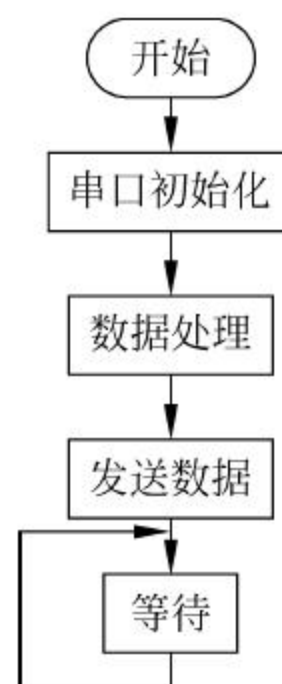 开始
串口初始化
数据处理
发送数据
等待